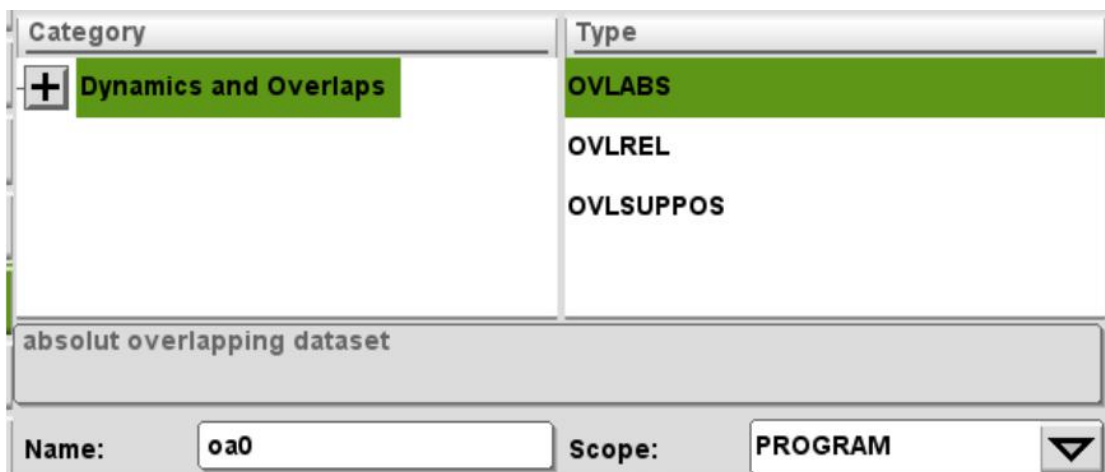 Category Type
Dynamics and Overlaps OVLABS
OVLREL
OVLSUPPOS
absolut overlapping dataset
Name: oa0 Scope: PROGRAM